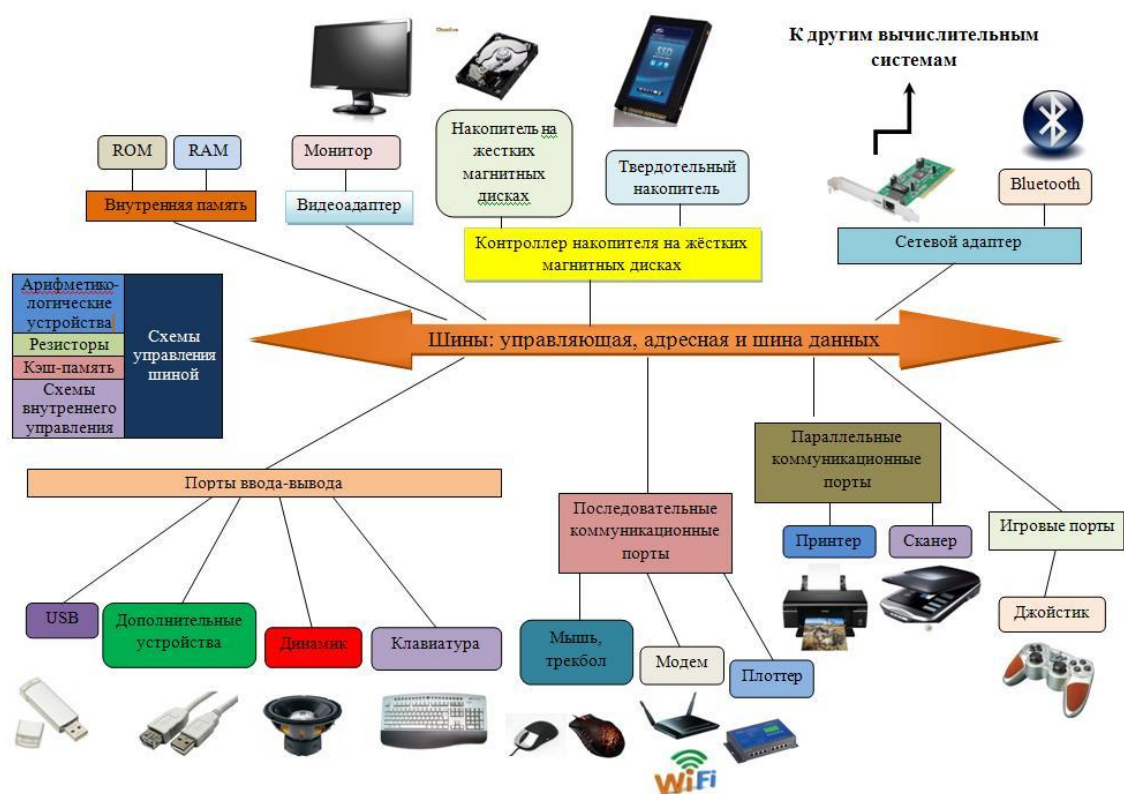 К другим вычислительным
системам
ROM
RAM
Монитор
Накопитель на
жестких
магнитных
дисках
SSD
Твердотельный
накопитель
Bluetooth
Внутренняя память
Видеоадаптер
Контроллер накопителя на жёстких
магнитных дисках
Сетевой адаптер
Арифметико-
логические
устройства
Резисторы
Кэш-память
Схемы
внутреннего
управления
Схемы
управления
шиной
Шины: управляющая, адресная и шина данных
Порты ввода-вывода
Последовательные
коммуникационные
порты
Параллельные
коммуникационные
порты
Игровые порты
Принтер
Сканер
Джойстик
USB
Дополнительные
устройства
Динамик
Клавиатура
Мышь,
трекбол
Модем
Плоттер
WiFi